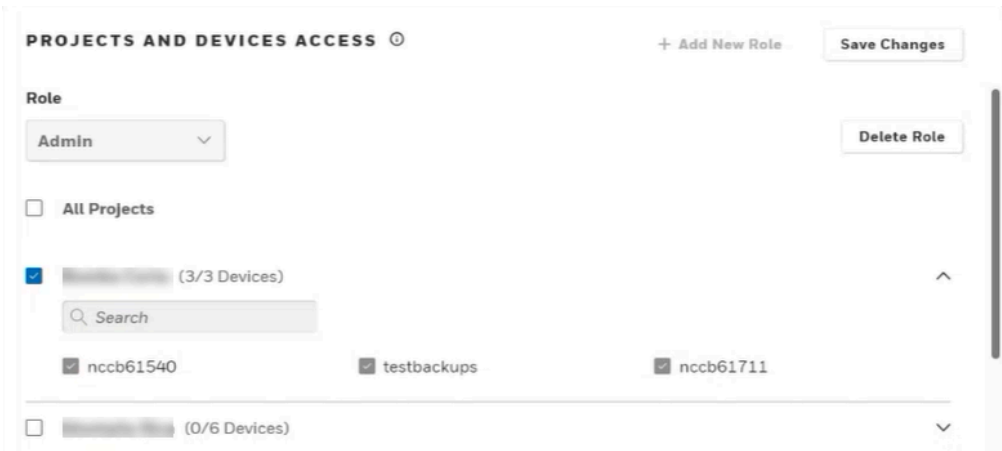 PROJECTS AND DEVICES ACCESS + Add New Role Save Changes
Role
Admin Delete Role
All Projects
(3/3 Devices)
Search
nccb61540 testbackups nccb61711
(0/6 Devices)